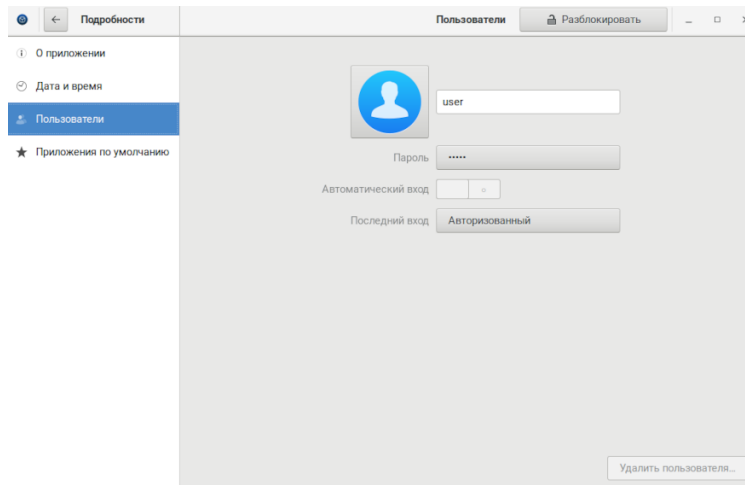 Подробности
Пользователи
Разблокировать
О приложении
Дата и время
Пользователи
Приложения по умолчанию
user
Пароль
•••••
Автоматический вход
Последний вход
Авторизованный
Удалить пользователя...